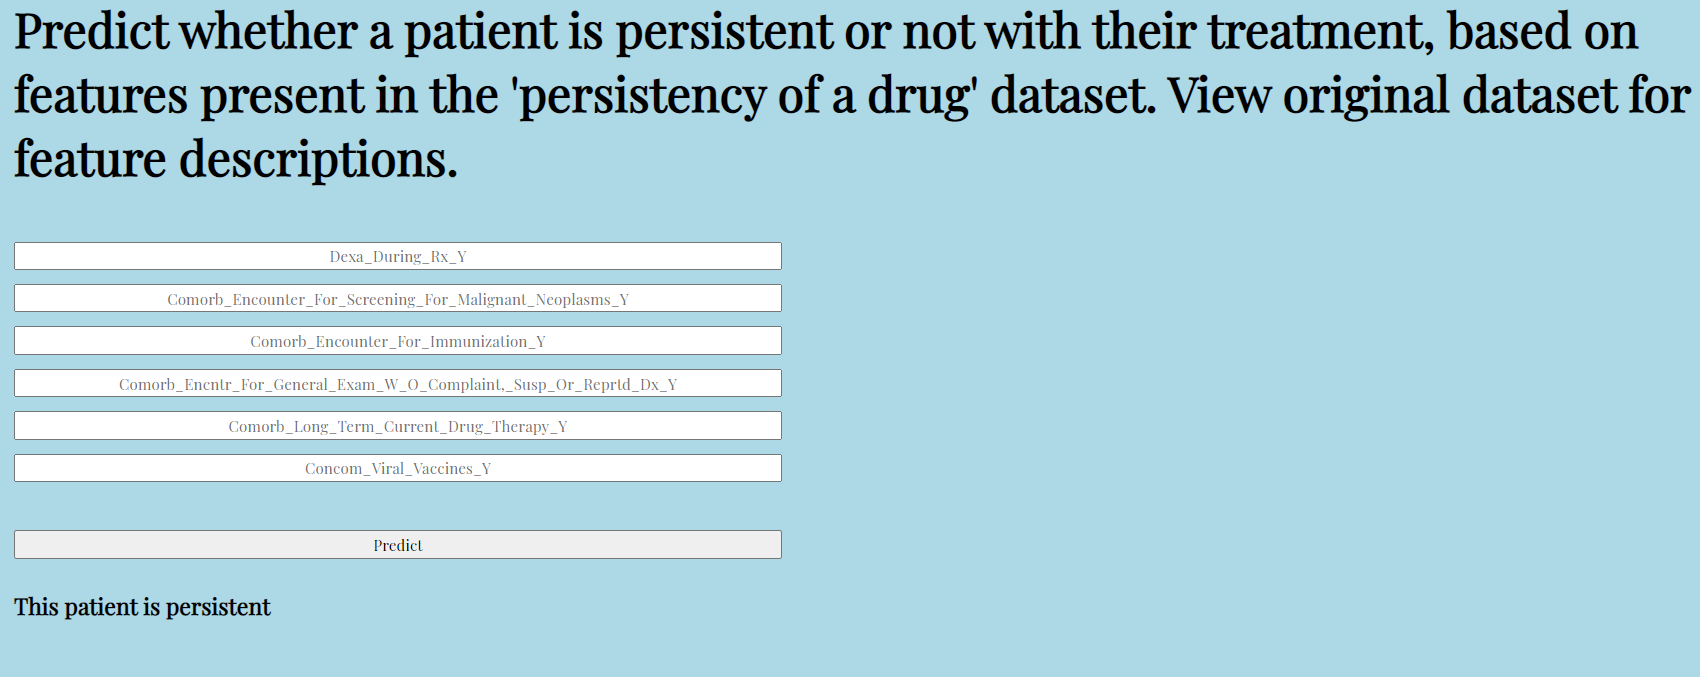 Predict whether a patient is persistent or not with their treatment, based on
features present in the 'persistency of a drug' dataset. View original dataset for
feature descriptions.
Dexa_During_Rx_Y
Comorb_Encounter_For_Screening_For_Malignant_Neoplasms_Y
Comorb_Encounter_For_Immunization_Y
Comorb_Encntr_For_General_Exam_W_O_Complaint,_Susp_Or_Reprtd_Dx_Y
Comorb_Long_Term_Current_Drug_Therapy_Y
Concom_Viral_Vaccines_Y
Predict
This patient is persistent